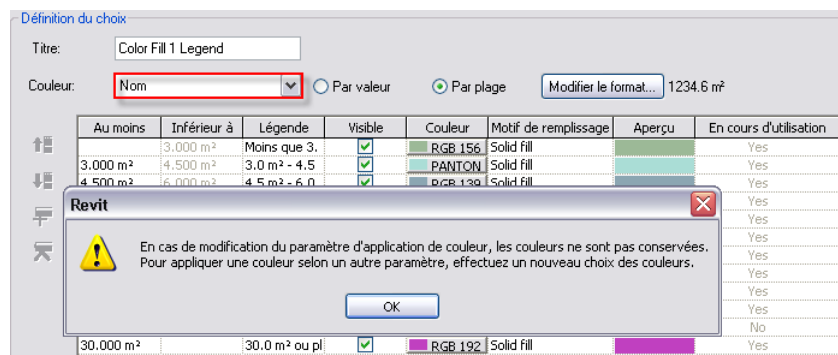 Définition du choix
Titre: Color Fill 1 Legend
Couleur: Nom Par valeur Par plage Modifier le format... 1234.6 m²
Au moins Inférieur à Légende Visible Couleur Motif de remplissage Aperçu En cours d'utilisation
3.000 m² Moins que 3. RGB 156 Solid fill Yes
3.000 m² 4.500 m² 3.0 m² - 4.5 PANTON Solid fill Yes
4.500 m² 6.000 m² 4.5 m² - 6.0 RGB 139 Solid fill Yes
Revit Yes
Yes
En cas de modification du paramètre d'application de couleur, les couleurs ne sont pas conservées. Yes
Pour appliquer une couleur selon un autre paramètre, effectuez un nouveau choix des couleurs. Yes
Yes
OK Yes
No
30.000 m² 30.0 m² ou pl RGB 192 Solid fill Yes